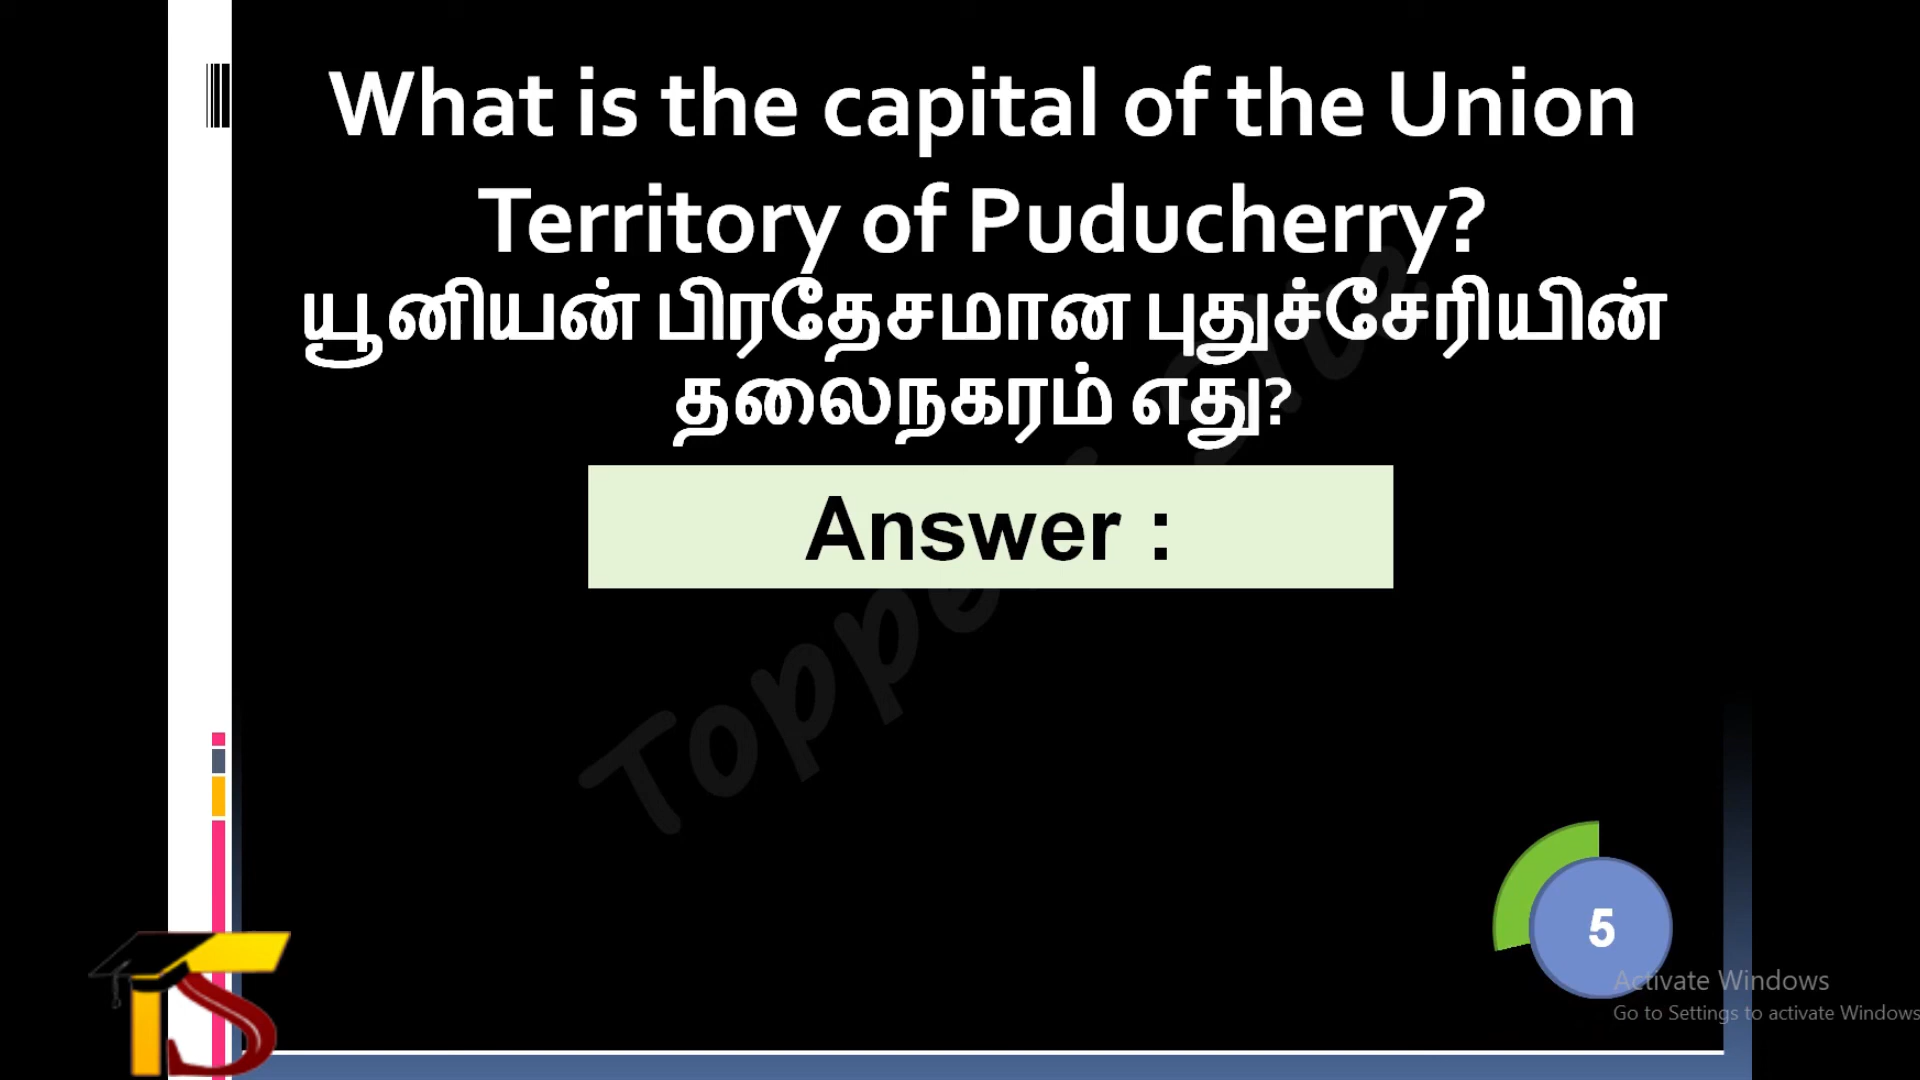 What is the capital of the Union
Territory of Puducherry?
யூனியன் பிரதேசமான புதுச்சேரியின்
தலைநகரம் எது?
Answer :
5
Activate Windows
Go to Settings to activate Windows
TS